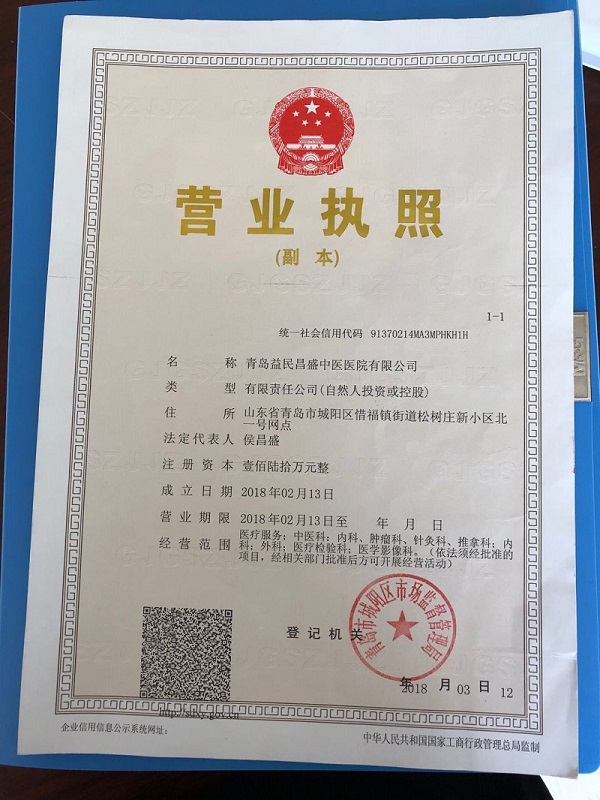 营业执照
(副本)
1-1
统一社会信用代码 91370214MA3MPHKH1H
名称 青岛益民昌盛中医医院有限公司
类型 有限责任公司(自然人投资或控股)
住所 山东省青岛市城阳区惜福镇街道松树庄新小区北
一号网点
法定代表人 侯昌盛
注册资本 壹佰陆拾万元整
成立日期 2018年02月13日
营业期限 2018年02月13日至 年 月 日
经营范围 医疗服务;中医科:内科、肿瘤科、针灸科、推拿科;内
科;外科;医疗检验科;医学影像科。(依法须经批准的
项目,经相关部门批准后方可开展经营活动)
登记机关
青岛市城阳区市场监督管理局
2018 年 03 月 12 日
http://sdxy.gov.cn
企业信用信息公示系统网址:
中华人民共和国国家工商行政管理总局监制